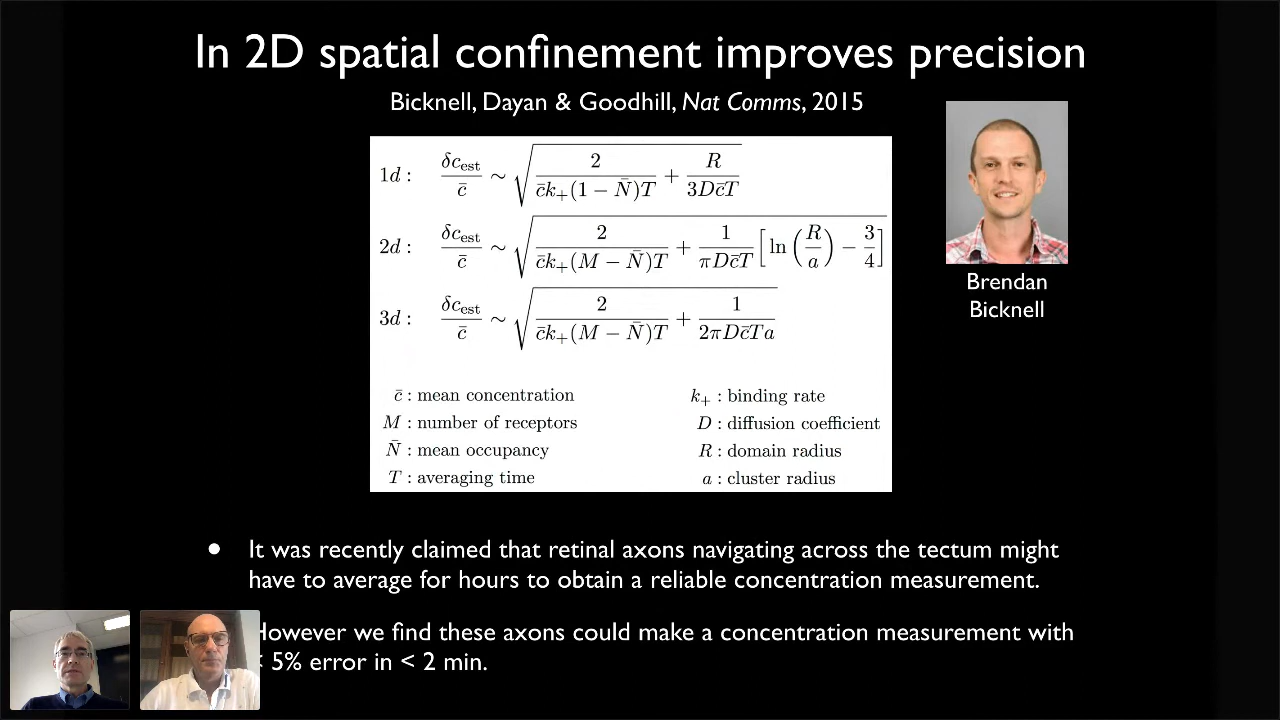 In 2D spatial confinement improves precision
Bicknell, Dayan & Goodhill, Nat Comms, 2015
1d : δc_est / c̄ ∼ √( 2 / (c̄k₊(1 − N̄)T) + R / (3Dc̄T) )
2d : δc_est / c̄ ∼ √( 2 / (c̄k₊(M − N̄)T) + 1 / (πDc̄T) [ ln (R/a) − 3/4 ] )
3d : δc_est / c̄ ∼ √( 2 / (c̄k₊(M − N̄)T) + 1 / (2πDc̄Ta) )
c̄ : mean concentration
k₊ : binding rate
M : number of receptors
D : diffusion coefficient
N̄ : mean occupancy
R : domain radius
T : averaging time
a : cluster radius
Brendan
Bicknell
• It was recently claimed that retinal axons navigating across the tectum might
have to average for hours to obtain a reliable concentration measurement.
However we find these axons could make a concentration measurement with
< 5% error in < 2 min.